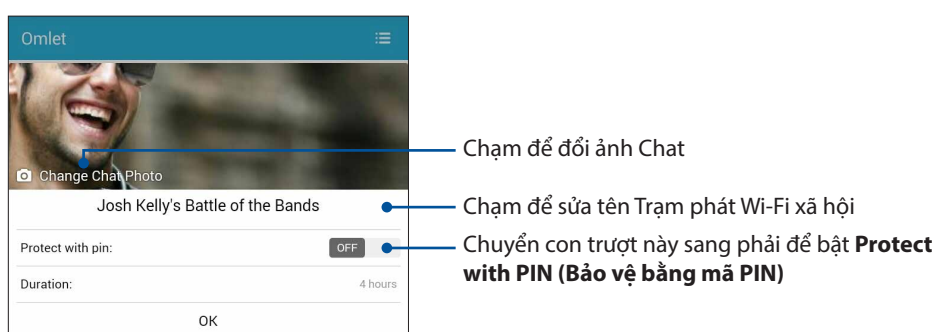 Omlet
Change Chat Photo
Chạm để đổi ảnh Chat
Josh Kelly's Battle of the Bands
Chạm để sửa tên Trạm phát Wi-Fi xã hội
Protect with pin:
OFF
Chuyển con trượt này sang phải để bật Protect
with PIN (Bảo vệ bằng mã PIN)
Duration:
4 hours
OK